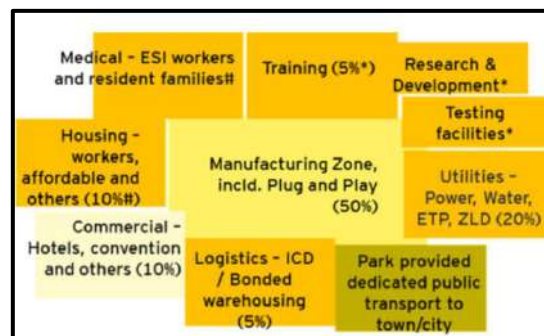 Medical – ESI workers
and resident families#
Training (5%*)
Research &
Development*
Testing
facilities*
Housing –
workers,
affordable and
others (10%#)
Manufacturing Zone,
incld. Plug and Play
(50%)
Utilities –
Power, Water,
ETP, ZLD (20%)
Commercial –
Hotels, convention
and others (10%)
Logistics – ICD
/ Bonded
warehousing
(5%)
Park provided
dedicated public
transport to
town/city